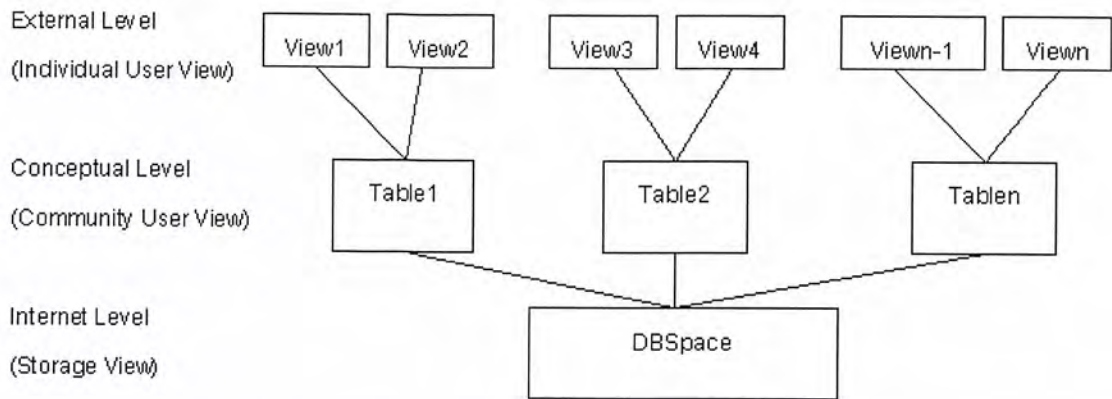 External Level
(Individual User View)
View1
View2
View3
View4
Viewn-1
Viewn
Conceptual Level
(Community User View)
Table1
Table2
Tablen
Internet Level
(Storage View)
DBSpace